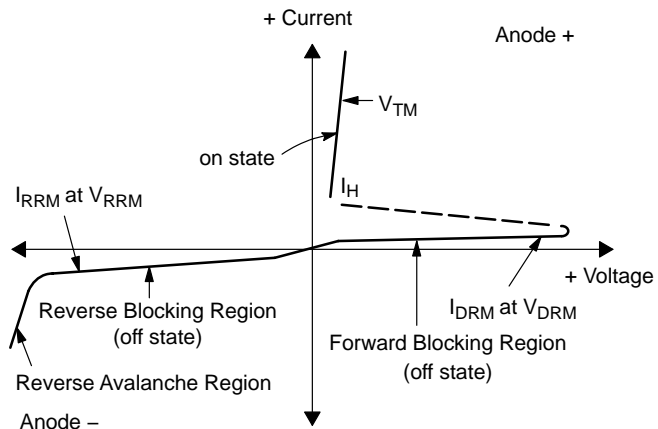 + Current
Anode +
V_TM
on state
I_H
I_RRM at V_RRM
+ Voltage
I_DRM at V_DRM
Reverse Blocking Region
(off state)
Forward Blocking Region
(off state)
Reverse Avalanche Region
Anode –